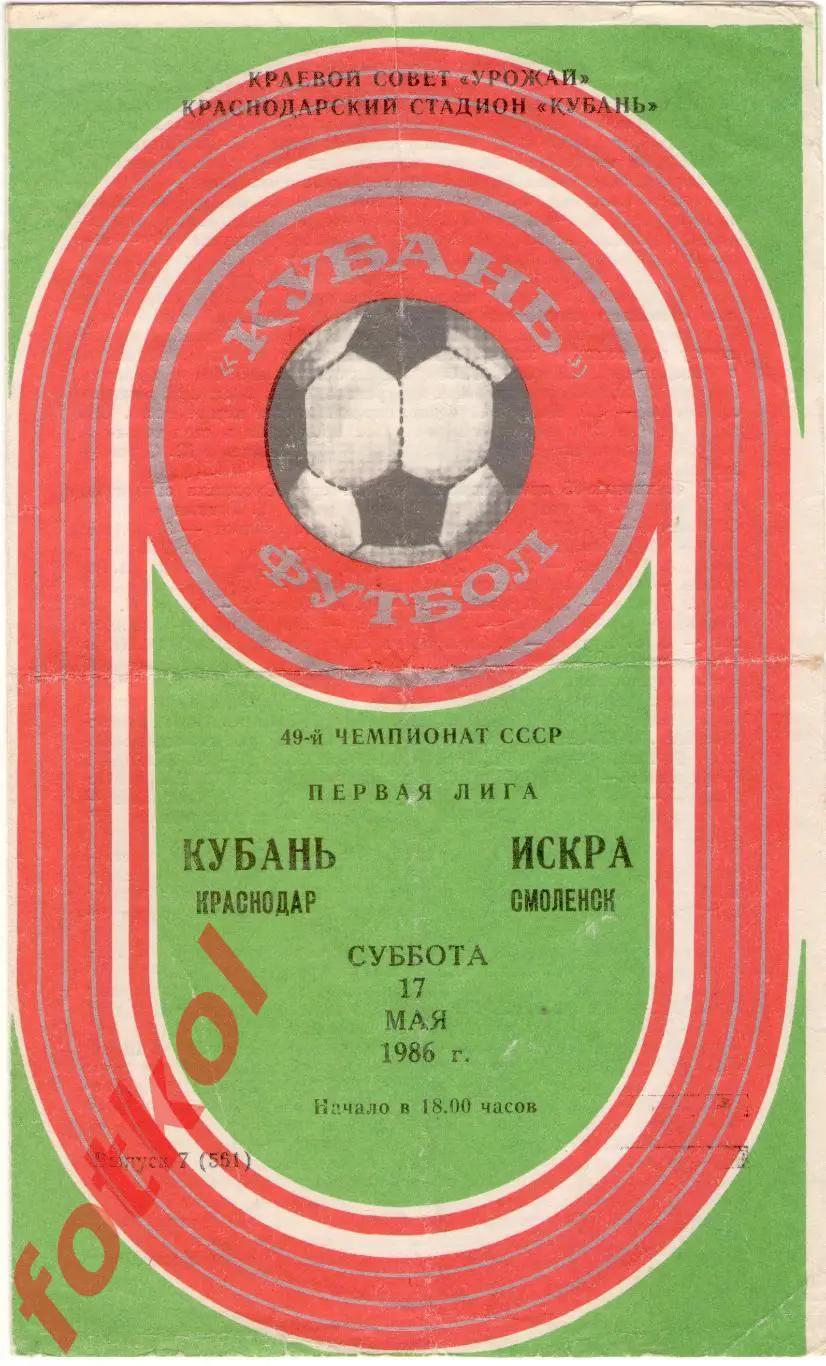 КРАЕВОЙ СОВЕТ «УРОЖАЙ»
КРАСНОДАРСКИЙ СТАДИОН «КУБАНЬ»
«КУБАНЬ»
ФУТБОЛ
49-й ЧЕМПИОНАТ СССР
ПЕРВАЯ ЛИГА
КУБАНЬ ИСКРА
КРАСНОДАР СМОЛЕНСК
СУББОТА
17
МАЯ
1986 г.
Начало в 18.00 часов
Выпуск 7 (561)
fotkol